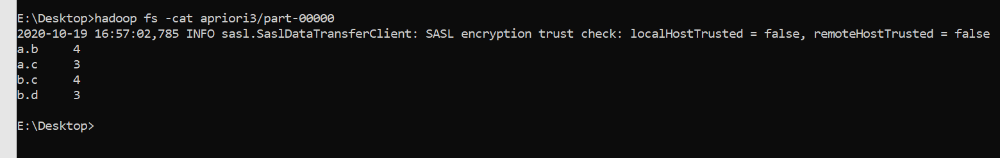 E:\Desktop>hadoop fs -cat apriori3/part-00000
2020-10-19 16:57:02,785 INFO sasl.SaslDataTransferClient: SASL encryption trust check: localHostTrusted = false, remoteHostTrusted = false
a.b     4
a.c     3
b.c     4
b.d     3
E:\Desktop>